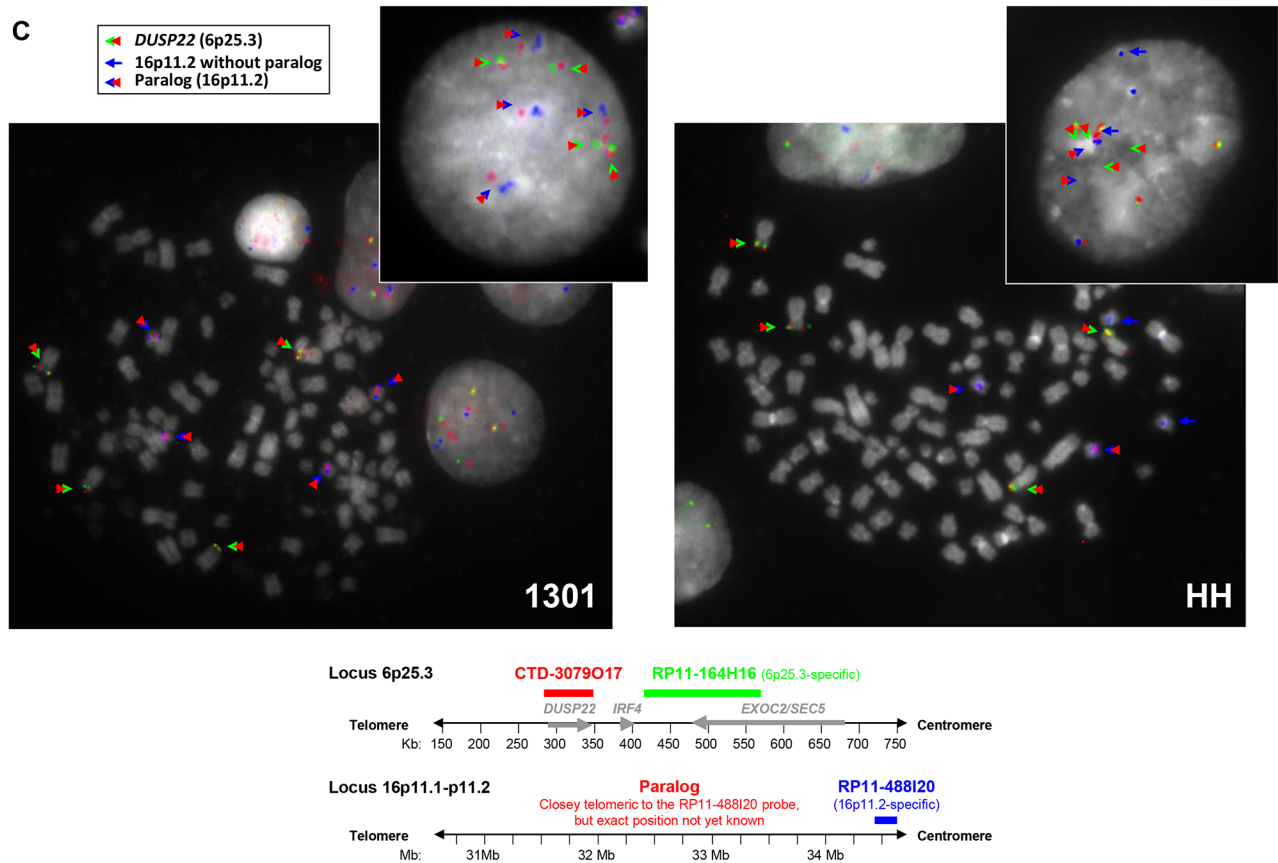 C
DUSP22 (6p25.3)
16p11.2 without paralog
Paralog (16p11.2)
1301
HH
Locus 6p25.3
CTD-3079O17
RP11-164H16 (6p25.3-specific)
DUSP22
IRF4
EXOC2/SEC5
Telomere
Centromere
Kb: 150 200 250 300 350 400 450 500 550 600 650 700 750
Locus 16p11.1-p11.2
Paralog
RP11-488I20
Closey telomeric to the RP11-488I20 probe,
(16p11.2-specific)
but exact position not yet known
Telomere
Centromere
Mb: 31Mb 32 Mb 33 Mb 34 Mb